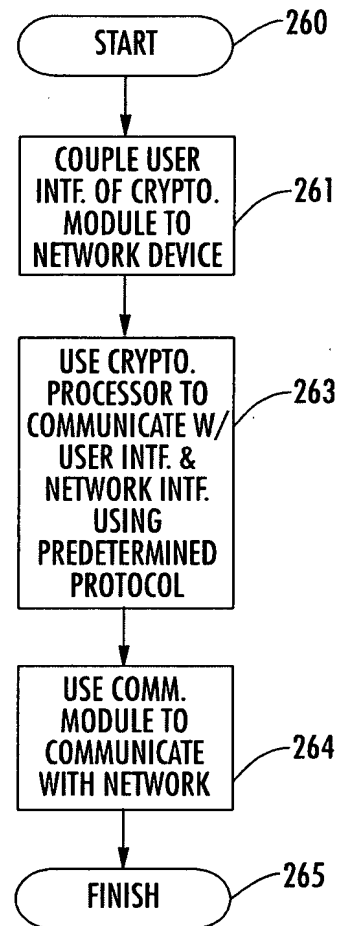 START
260
COUPLE USER
INTF. OF CRYPTO.
MODULE TO
NETWORK DEVICE
261
USE CRYPTO.
PROCESSOR TO
COMMUNICATE W/
USER INTF. &
NETWORK INTF.
USING
PREDETERMINED
PROTOCOL
263
USE COMM.
MODULE TO
COMMUNICATE
WITH NETWORK
264
FINISH
265